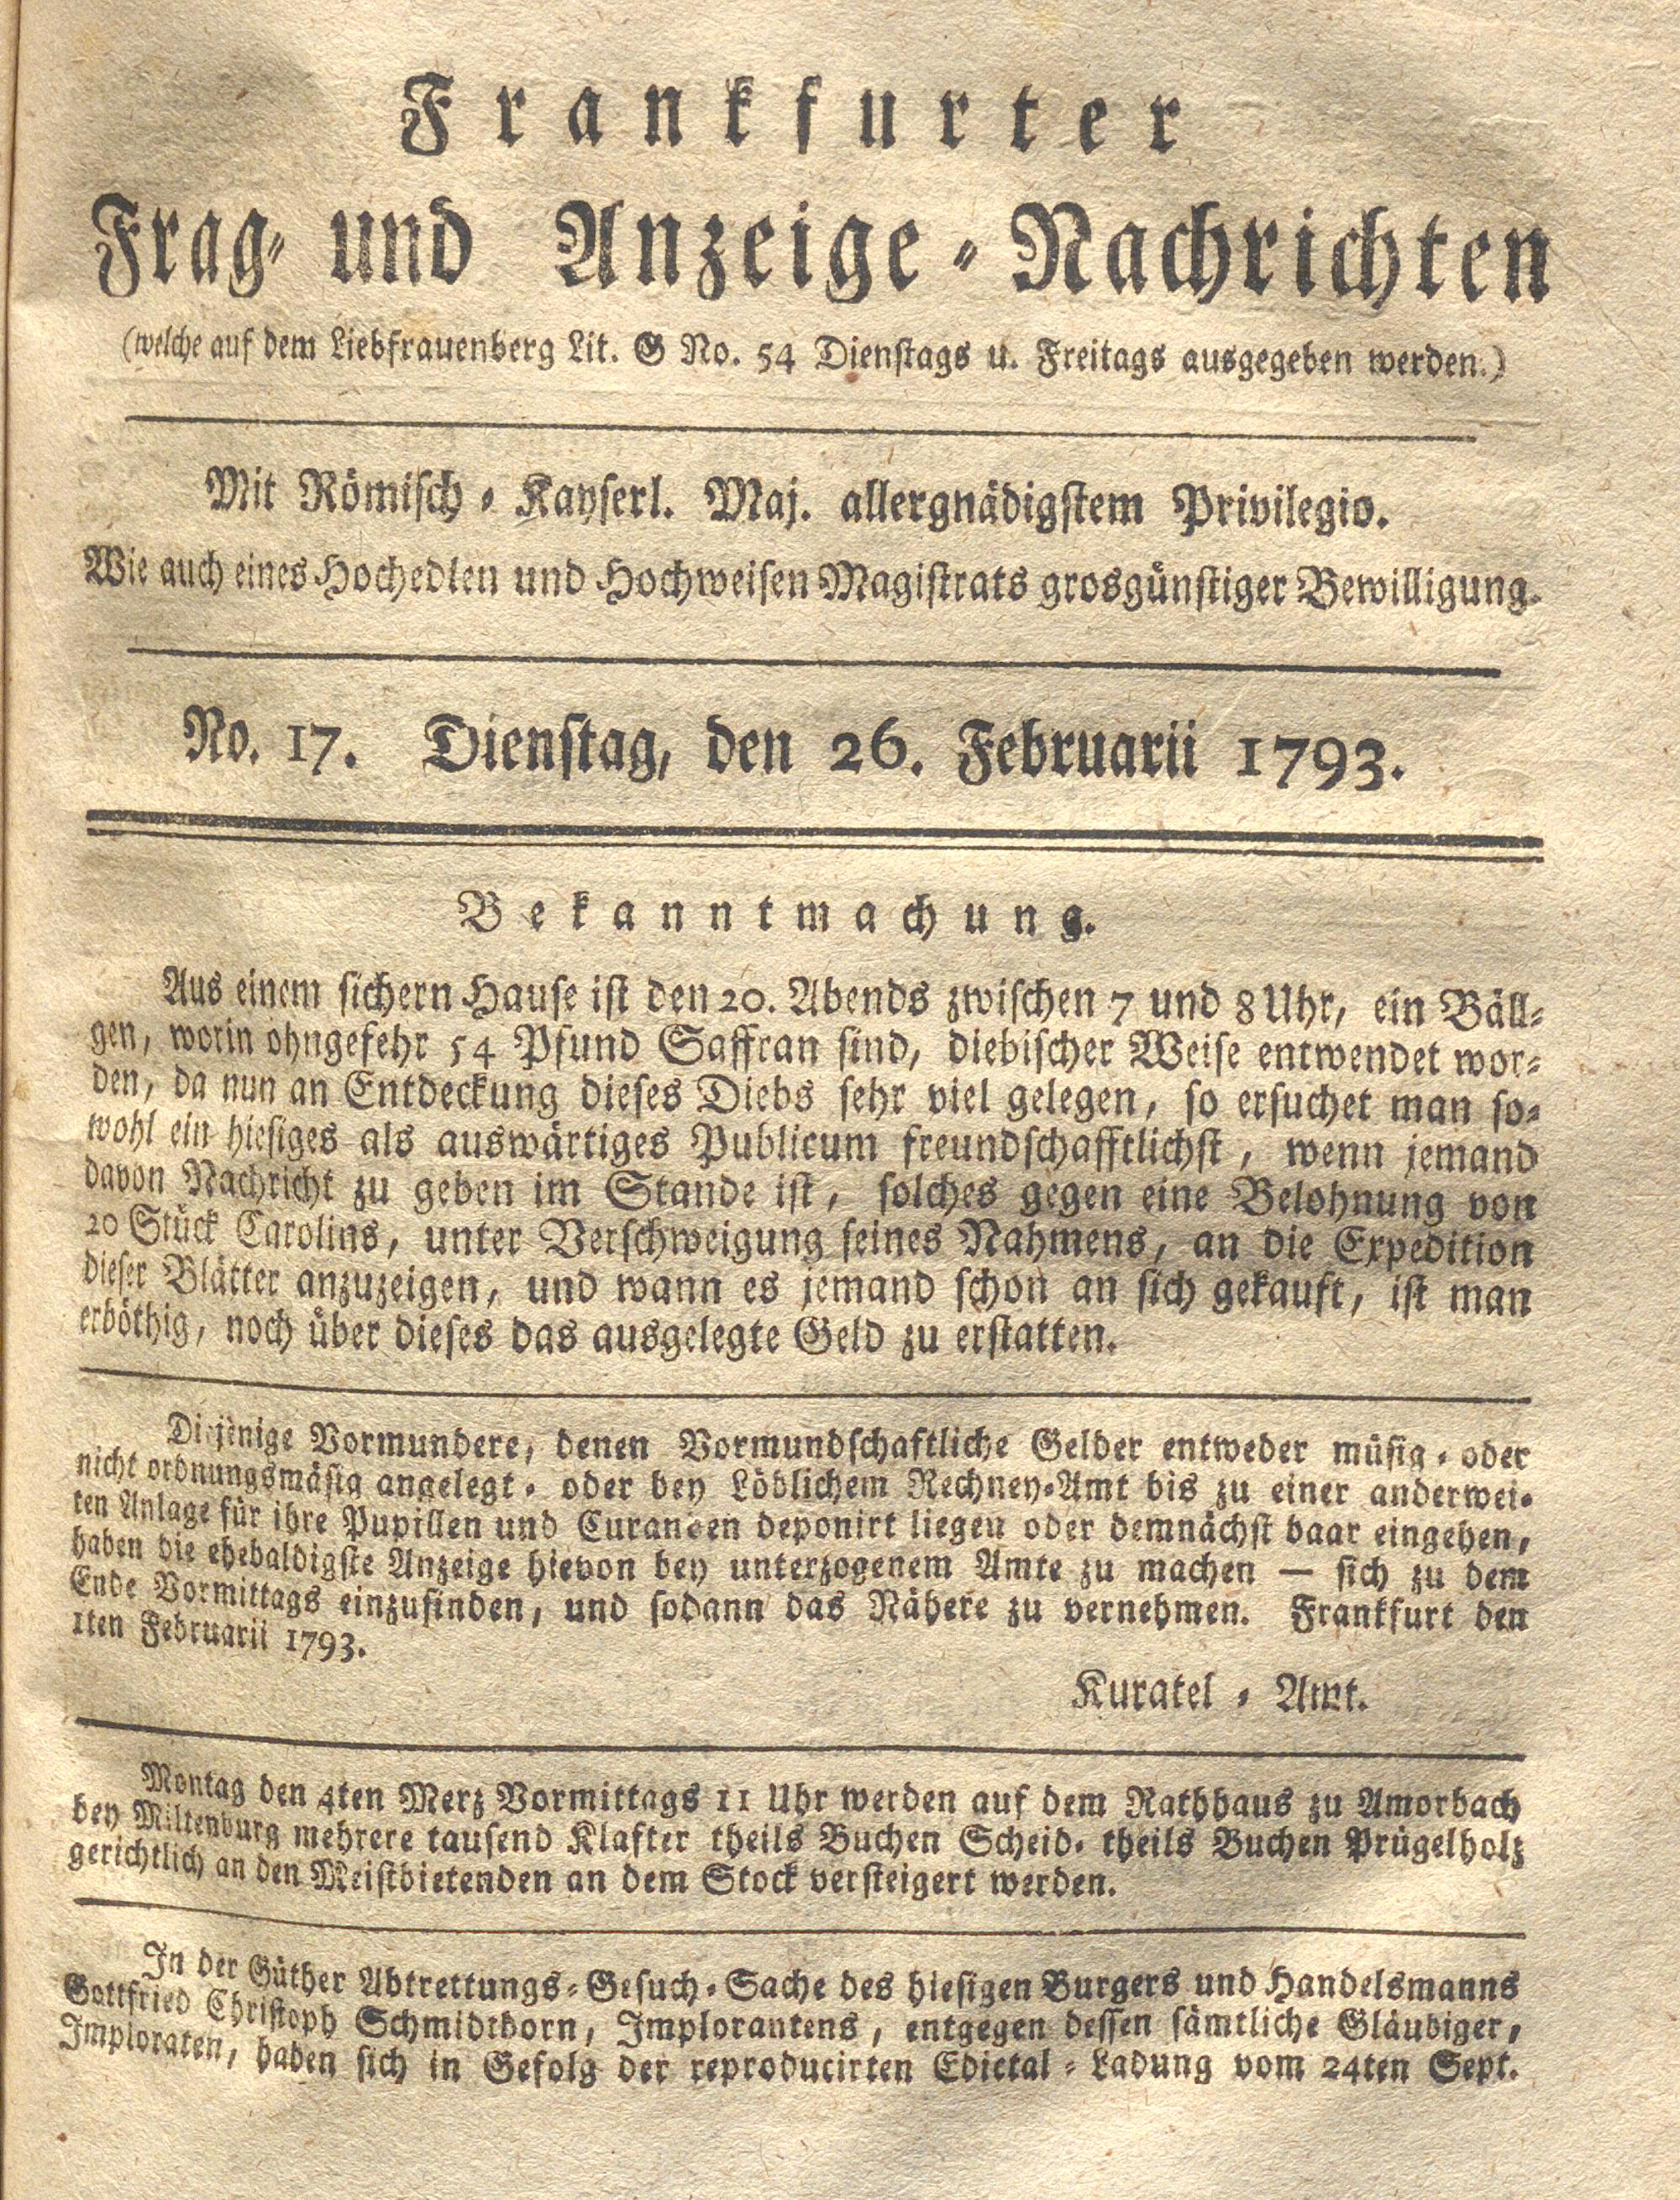 Frankfurter
Frag- und Anzeige-Nachrichten
(welche auf dem Liebfrauenberg Lit. G No. 54 Dienstags u. Freitags ausgegeben werden.)
Mit Römisch-Kayserl. Maj. allergnädigstem Privilegio.
Wie auch eines Hochedlen und Hochweisen Magistrats grosgünstiger Bewilligung.
No. 17. Dienstag, den 26. Februarii 1793.
Bekanntmachung.
Aus einem sichern Hause ist den 20. Abends zwischen 7 und 8 Uhr, ein Bäll-
gen, worin ohngefehr 54 Pfund Saffran sind, diebischer Weise entwendet wor-
den, da nun an Entdeckung dieses Diebs sehr viel gelegen, so ersuchet man so-
wohl ein hiesiges als auswärtiges Publicum freundschafftlichst, wenn jemand
davon Nachricht zu geben im Stande ist, solches gegen eine Belohnung von
20 Stück Carolins, unter Verschweigung seines Nahmens, an die Expedition
dieser Blätter anzuzeigen, und wann es jemand schon an sich gekauft, ist man
erböthig, noch über dieses das ausgelegte Geld zu erstatten.
Diejenige Vormundere, denen Vormundschaftliche Gelder entweder müsig- oder
nicht ordnungsmäsig angelegt- oder bey Löblichem Rechney-Amt bis zu einer anderwei-
ten Anlage für ihre Pupillen und Curanden deponirt liegen oder demnächst baar eingehen,
haben die ehebaldigste Anzeige hievon bey unterzogenem Amte zu machen — sich zu dem
Ende Vormittags einzufinden, und sodann das Nähere zu vernehmen. Frankfurt den
1ten Februarii 1793.
Kuratel-Amt.
Montag den 4ten Merz Vormittags 11 Uhr werden auf dem Rathhaus zu Amorbach
bey Miltenburg mehrere tausend Klafter theils Buchen Scheid- theils Buchen Prügelholz
gerichtlich an den Meistbietenden an dem Stock versteigert werden.
In der Güther Abtrettungs-Gesuch-Sache des hiesigen Burgers und Handelsmanns
Gottfried Christoph Schmidtborn, Implorantens, entgegen dessen sämtliche Gläubiger,
Imploraten, haben sich in Gefolg der reproducirten Edictal-Ladung vom 24ten Sept.